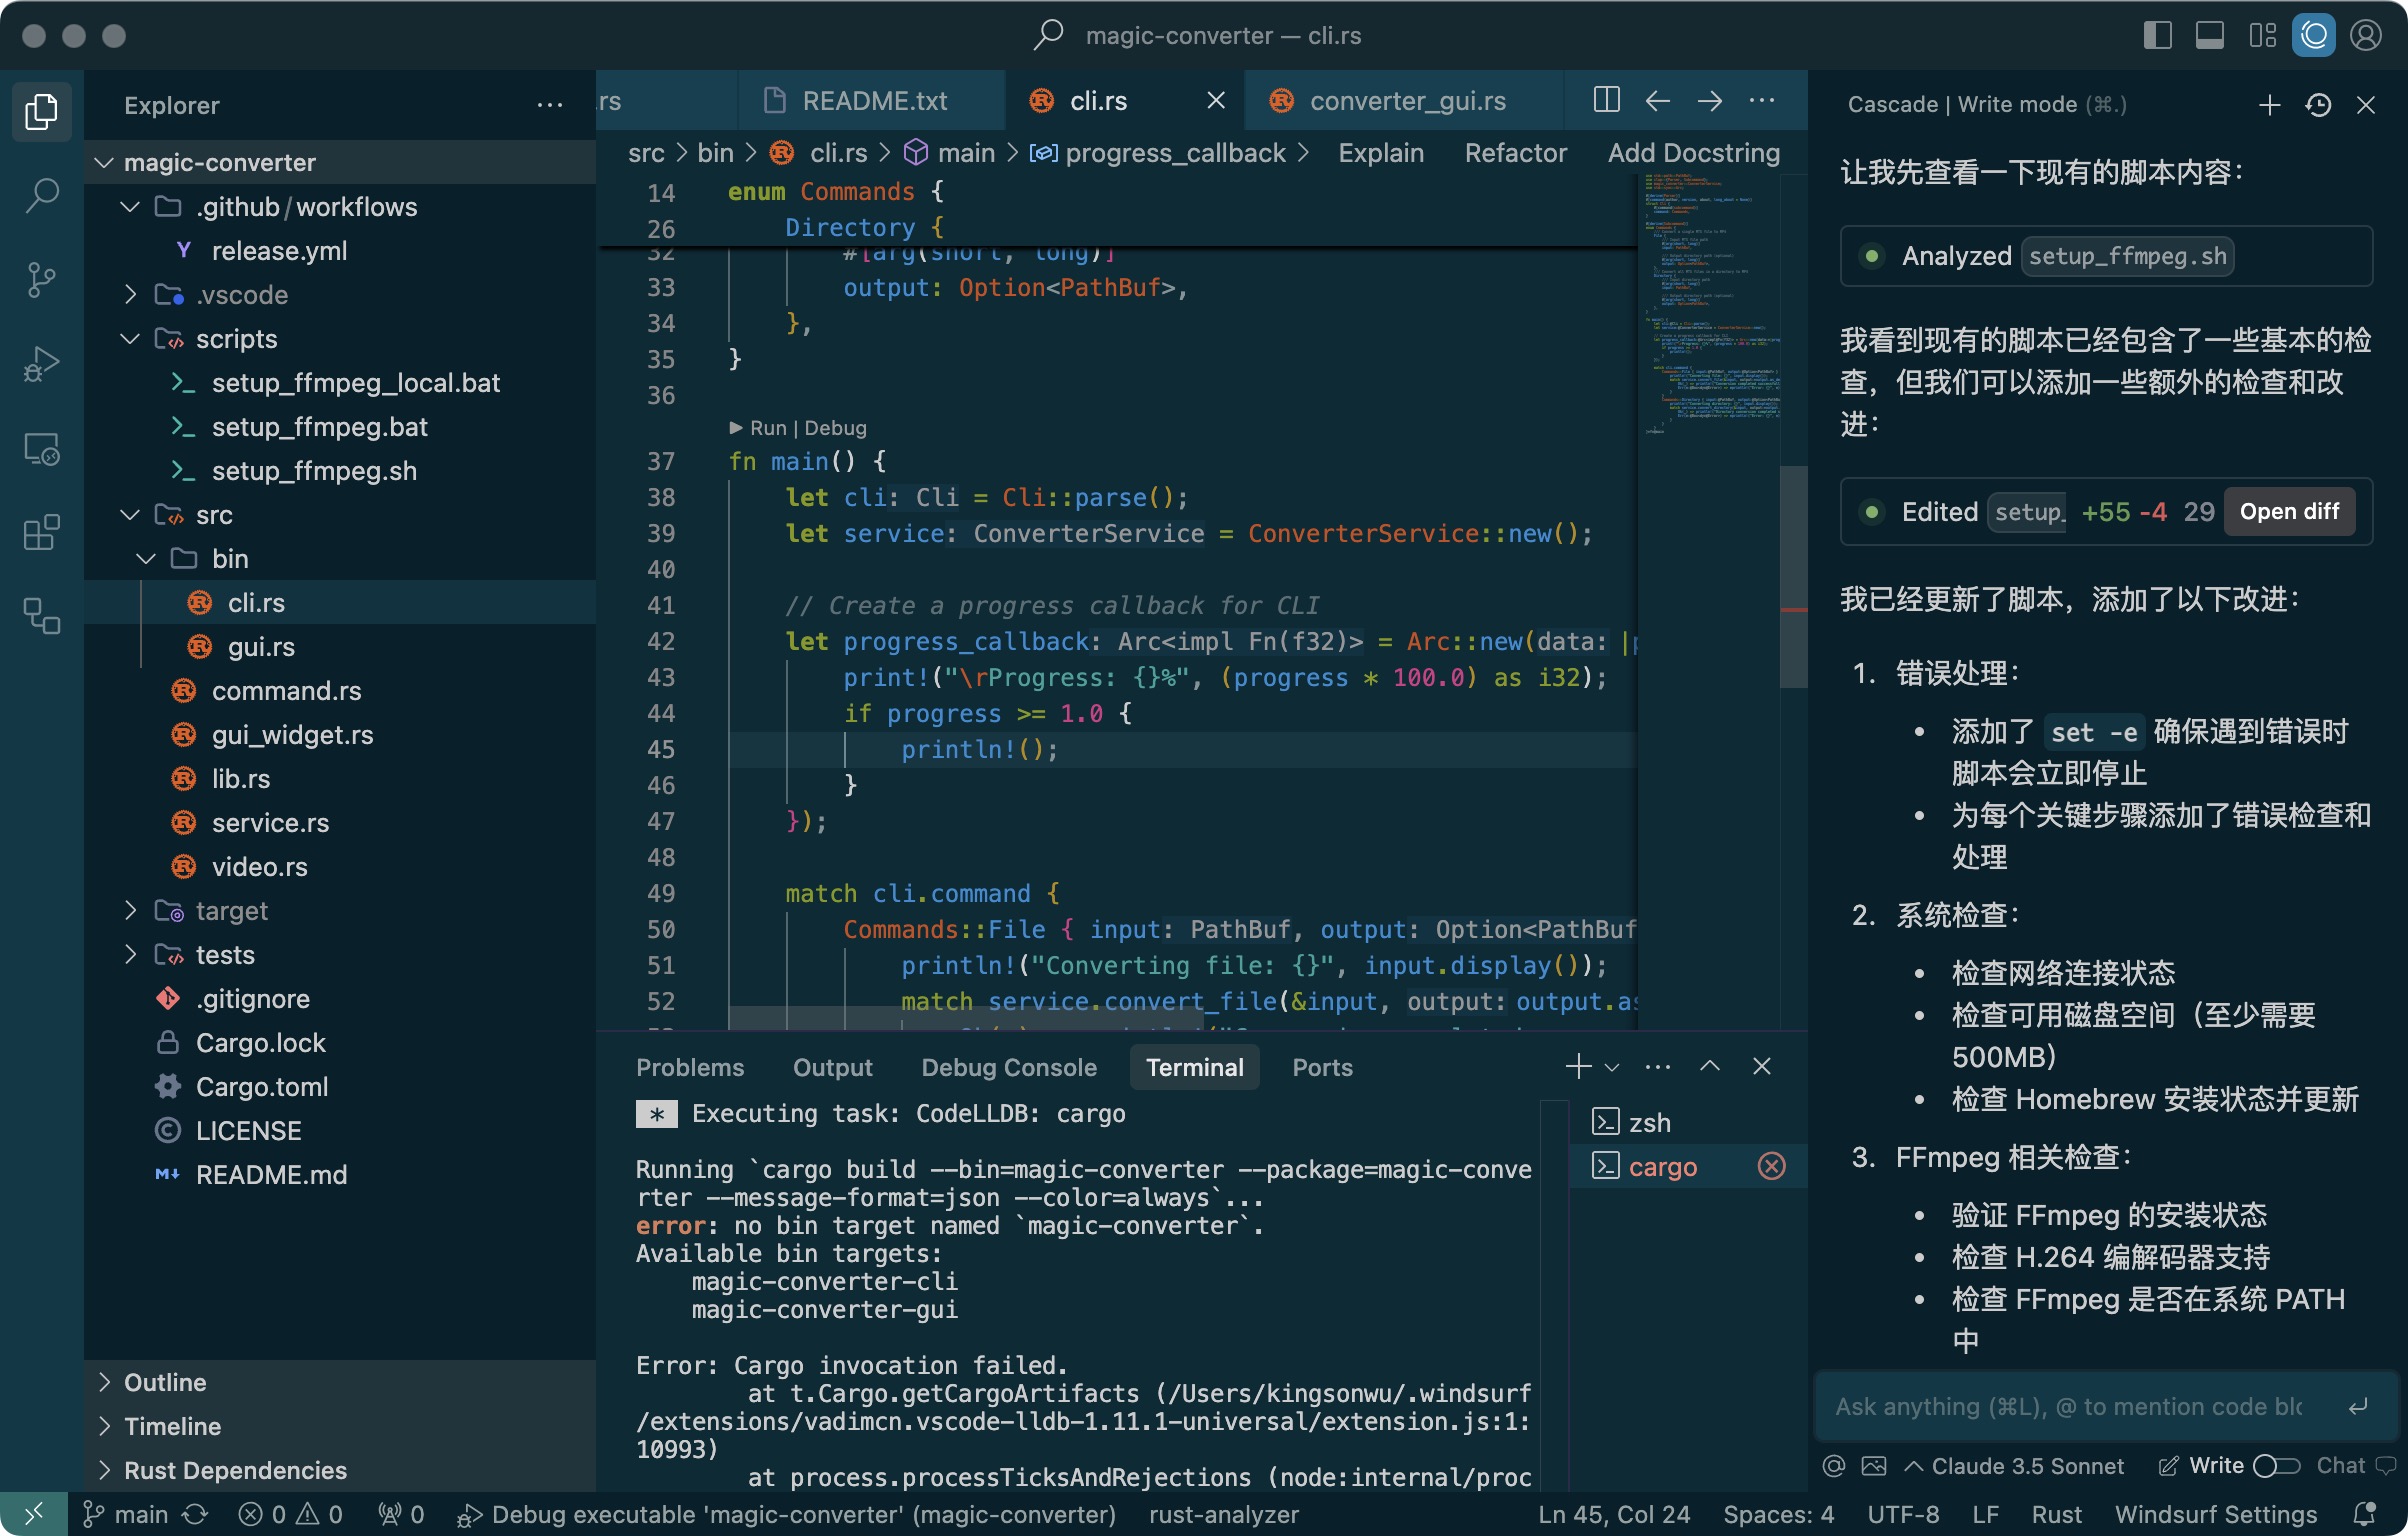 magic-converter — cli.rs
Explorer
magic-converter
.github/workflows
release.yml
.vscode
scripts
setup_ffmpeg_local.bat
setup_ffmpeg.bat
setup_ffmpeg.sh
src
bin
cli.rs
gui.rs
command.rs
gui_widget.rs
lib.rs
service.rs
video.rs
target
tests
.gitignore
Cargo.lock
Cargo.toml
LICENSE
README.md
Outline
Timeline
Rust Dependencies
.rs
README.txt
cli.rs
converter_gui.rs
src > bin > cli.rs > main > progress_callback > Explain Refactor Add Docstring
14 enum Commands {
26 Directory {
32 #[arg(short, long)]
33 output: Option<PathBuf>,
34 },
35 }
36
Run | Debug
37 fn main() {
38 let cli: Cli = Cli::parse();
39 let service: ConverterService = ConverterService::new();
40
41 // Create a progress callback for CLI
42 let progress_callback: Arc<impl Fn(f32)> = Arc::new(data: |p
43 print!("\rProgress: {}%", (progress * 100.0) as i32);
44 if progress >= 1.0 {
45 println!();
46 }
47 });
48
49 match cli.command {
50 Commands::File { input: PathBuf, output: Option<PathBuf
51 println!("Converting file: {}", input.display());
52 match service.convert_file(&input, output: output.as
Problems Output Debug Console Terminal Ports
* Executing task: CodeLLDB: cargo
Running `cargo build --bin=magic-converter --package=magic-conve
rter --message-format=json --color=always`...
error: no bin target named `magic-converter`.
Available bin targets:
magic-converter-cli
magic-converter-gui
Error: Cargo invocation failed.
at t.Cargo.getCargoArtifacts (/Users/kingsonwu/.windsurf
/extensions/vadimcn.vscode-lldb-1.11.1-universal/extension.js:1:
10993)
at process.processTicksAndRejections (node:internal/proc
zsh
cargo
Cascade | Write mode (⌘.)
让我先查看一下现有的脚本内容：
Analyzed setup_ffmpeg.sh
我看到现有的脚本已经包含了一些基本的检
查，但我们可以添加一些额外的检查和改
进：
Edited setup_ +55 -4 29 Open diff
我已经更新了脚本，添加了以下改进：
1. 错误处理：
• 添加了 set -e 确保遇到错误时
脚本会立即停止
• 为每个关键步骤添加了错误检查和
处理
2. 系统检查：
• 检查网络连接状态
• 检查可用磁盘空间（至少需要
500MB）
• 检查 Homebrew 安装状态并更新
3. FFmpeg 相关检查：
• 验证 FFmpeg 的安装状态
• 检查 H.264 编解码器支持
• 检查 FFmpeg 是否在系统 PATH
中
Ask anything (⌘L), @ to mention code blo
Claude 3.5 Sonnet Write Chat
main 0 0 0 Debug executable 'magic-converter' (magic-converter) rust-analyzer Ln 45, Col 24 Spaces: 4 UTF-8 LF Rust Windsurf Settings